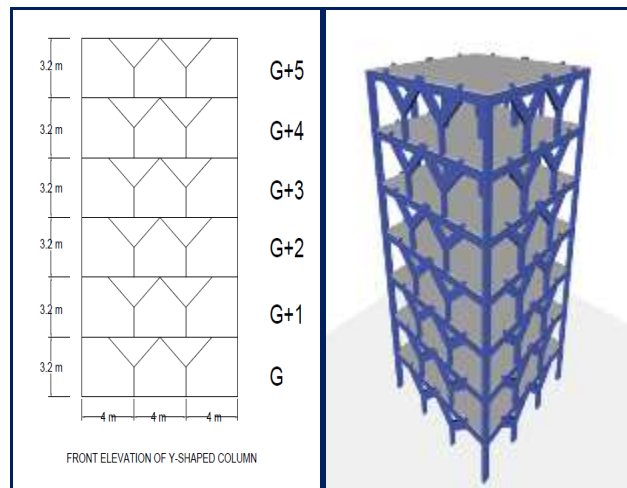 3.2 m G+5
3.2 m G+4
3.2 m G+3
3.2 m G+2
3.2 m G+1
3.2 m G
4 m 4 m 4 m
FRONT ELEVATION OF Y-SHAPED COLUMN